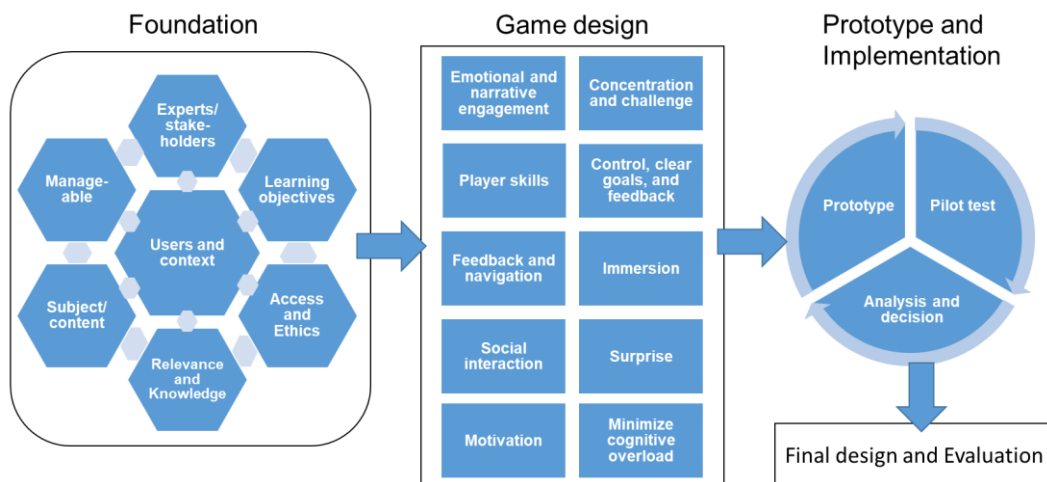 Foundation
Experts/
stake-
holders
Manage-
able
Learning
objectives
Users and
context
Subject/
content
Access
and
Ethics
Relevance
and
Knowledge
Game design
Emotional and
narrative
engagement
Concentration
and challenge
Player skills
Control, clear
goals, and
feedback
Feedback and
navigation
Immersion
Social
interaction
Surprise
Motivation
Minimize
cognitive
overload
Prototype and
Implementation
Prototype
Pilot test
Analysis and
decision
Final design and Evaluation